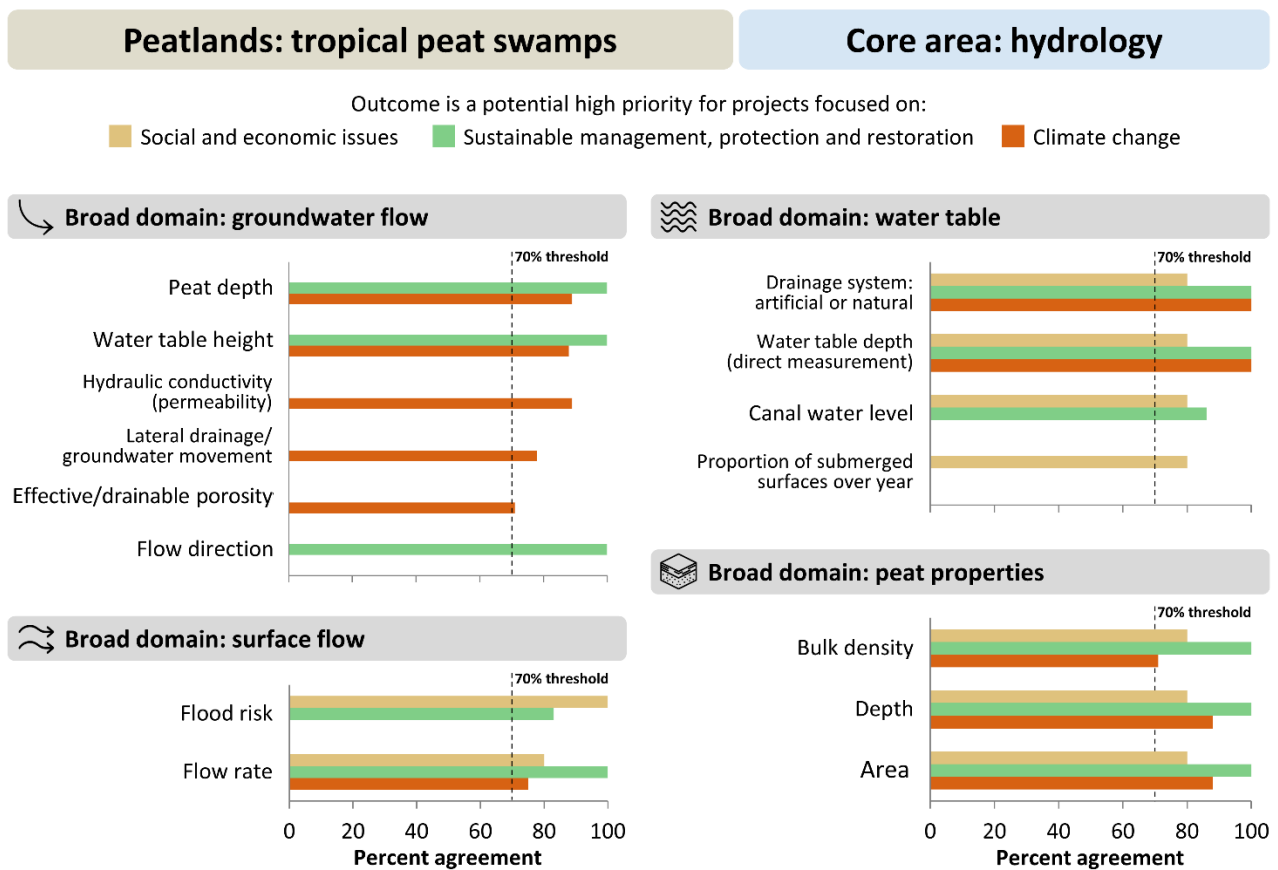 Peatlands: tropical peat swamps
Core area: hydrology
Outcome is a potential high priority for projects focused on:
Social and economic issues
Sustainable management, protection and restoration
Climate change
Broad domain: groundwater flow
70% threshold
Peat depth
Water table height
Hydraulic conductivity
(permeability)
Lateral drainage/
groundwater movement
Effective/drainable porosity
Flow direction
Broad domain: surface flow
70% threshold
Flood risk
Flow rate
0 20 40 60 80 100
Percent agreement
Broad domain: water table
70% threshold
Drainage system:
artificial or natural
Water table depth
(direct measurement)
Canal water level
Proportion of submerged
surfaces over year
Broad domain: peat properties
70% threshold
Bulk density
Depth
Area
0 20 40 60 80 100
Percent agreement